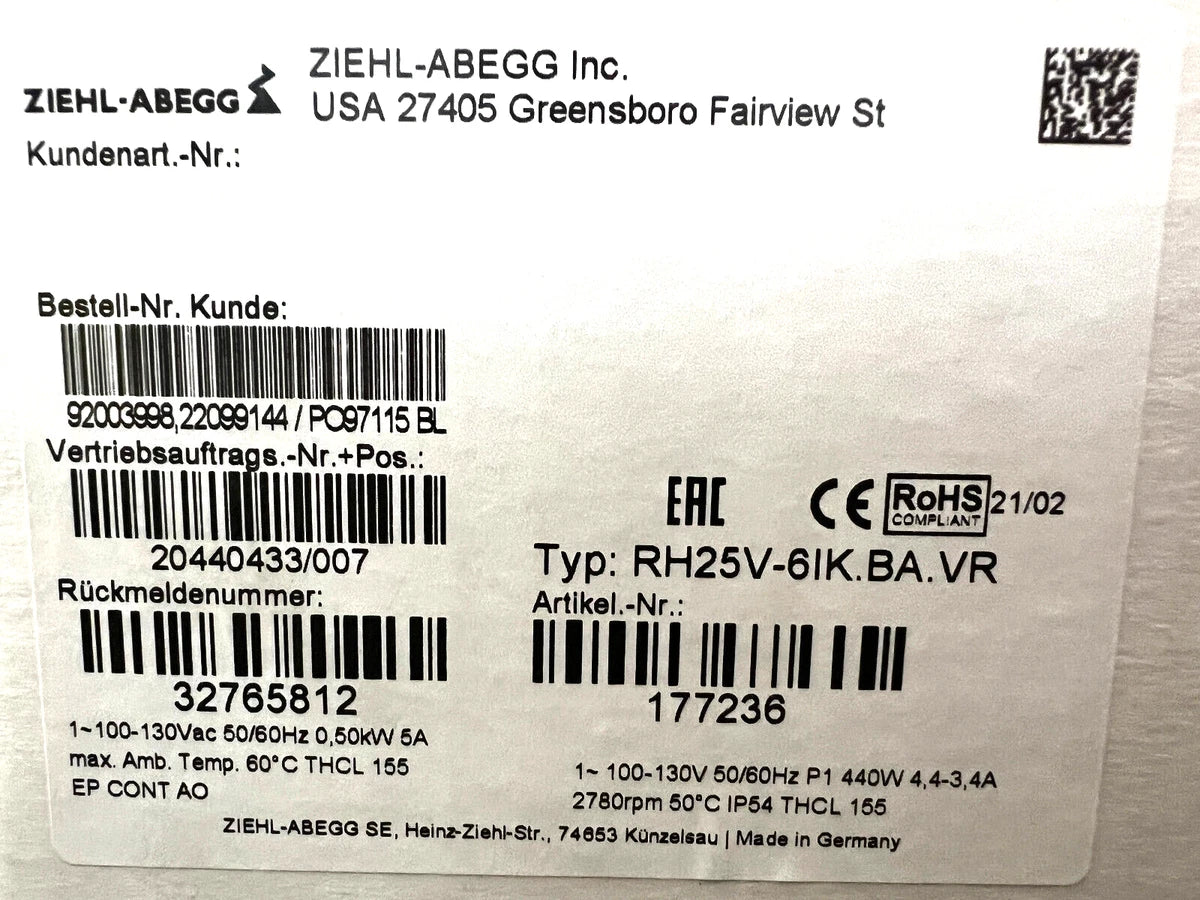 ZIEHL-ABEGG
ZIEHL-ABEGG Inc.
USA 27405 Greensboro Fairview St
Kundenart.-Nr.:
Bestell-Nr. Kunde:
92003998,22099144 / PO97115 BL
Vertriebsauftrags.-Nr.+Pos.:
20440433/007
Rückmeldenummer:
32765812
1~100-130Vac 50/60Hz 0,50kW 5A
max. Amb. Temp. 60°C THCL 155
EP CONT AO
EAC CE RoHS COMPLIANT 21/02
Typ: RH25V-6IK.BA.VR
Artikel.-Nr.:
177236
1~ 100-130V 50/60Hz P1 440W 4,4-3,4A
2780rpm 50°C IP54 THCL 155
ZIEHL-ABEGG SE, Heinz-Ziehl-Str., 74653 Künzelsau | Made in Germany